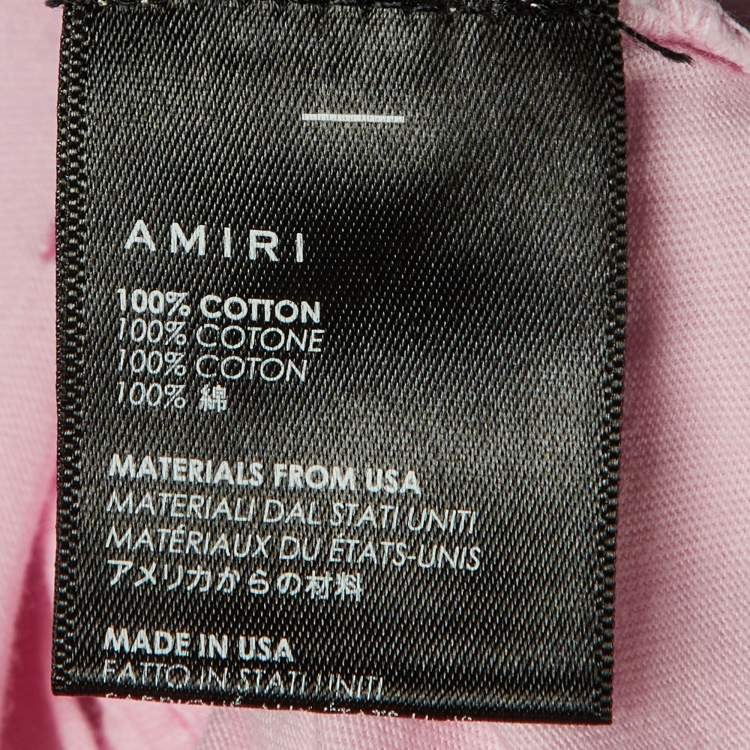 AMIRI
100% COTTON
100% COTONE
100% COTON
100% 綿
MATERIALS FROM USA
MATERIALI DAL STATI UNITI
MATÉRIAUX DU ÉTATS-UNIS
アメリカからの材料
MADE IN USA
FATTO IN STATI UNITI